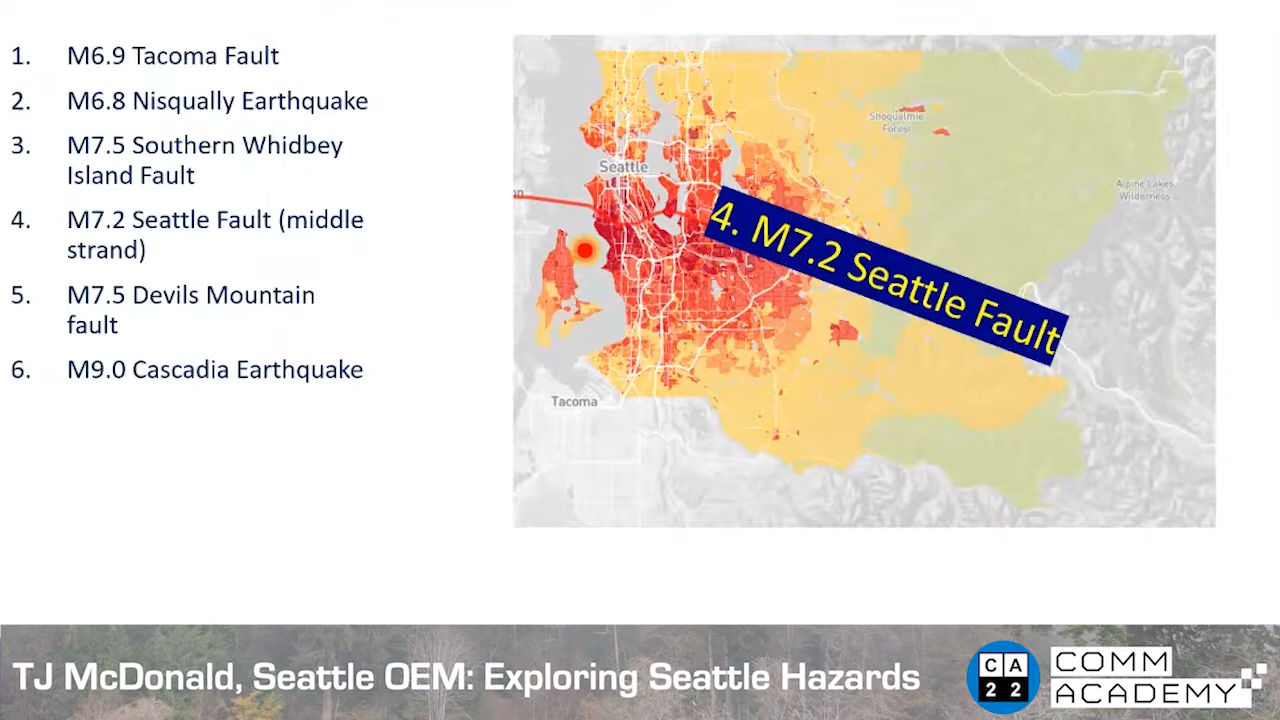 1. M6.9 Tacoma Fault
2. M6.8 Nisqually Earthquake
3. M7.5 Southern Whidbey
Island Fault
4. M7.2 Seattle Fault (middle
strand)
5. M7.5 Devils Mountain
fault
6. M9.0 Cascadia Earthquake
Snoqualmie
Forest
Seattle
Alpine Lakes
Wilderness
4. M7.2 Seattle Fault
Tacoma
TJ McDonald, Seattle OEM: Exploring Seattle Hazards
CA
22
COMM
ACADEMY